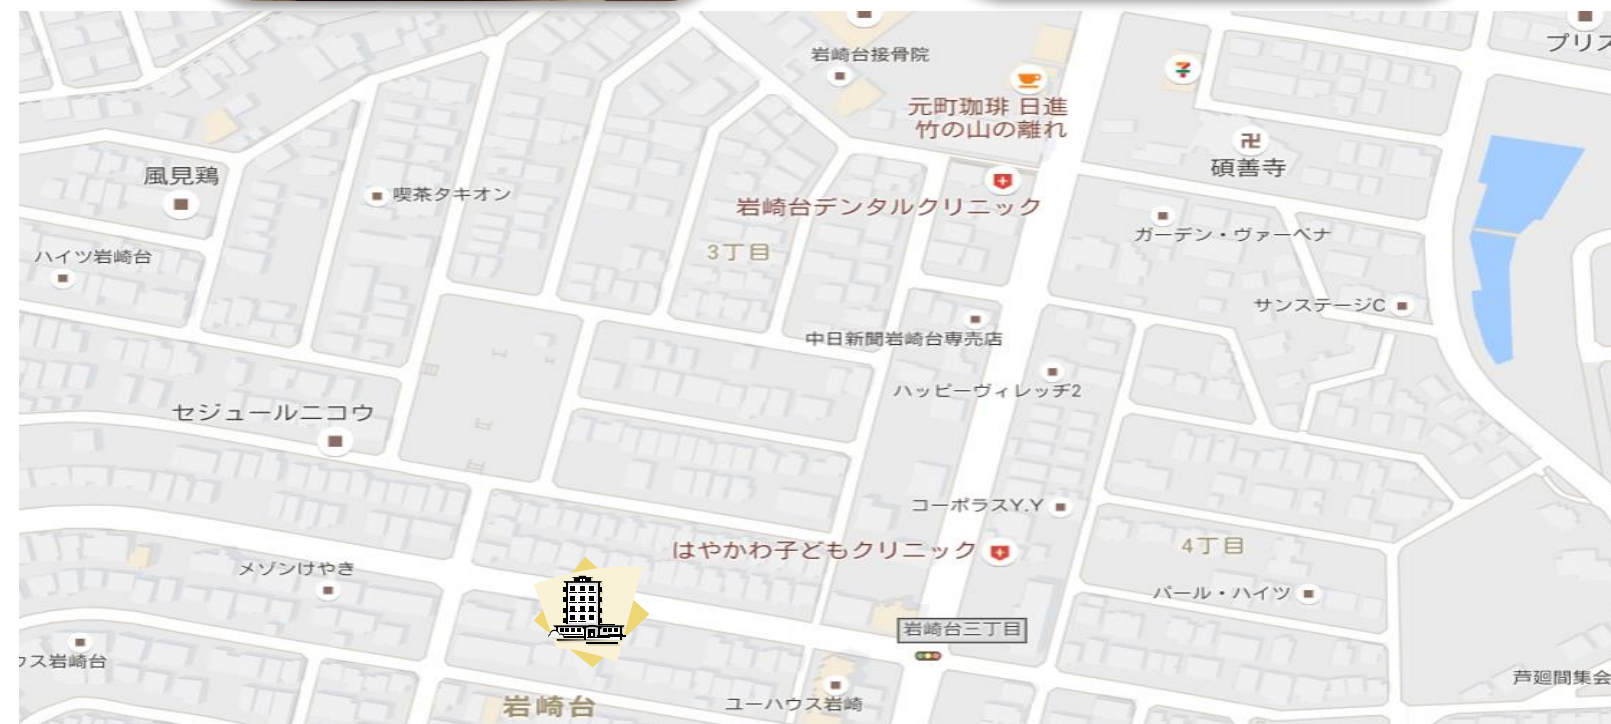 岩崎台接骨院
プリス
元町珈琲 日進
竹の山の離れ
7
卍
碩善寺
風見鶏
喫茶タキオン
岩崎台デンタルクリニック
ガーデン・ヴァーベナ
3丁目
ハイツ岩崎台
サンステージC
中日新聞岩崎台専売店
ハッピーヴィレッヂ2
セジュールニコウ
コーポラスY.Y
はやかわ子どもクリニック
4丁目
メゾンけやき
パール・ハイツ
岩崎台三丁目
ウス岩崎台
芦廻間集会
岩崎台
ユーハウス岩崎